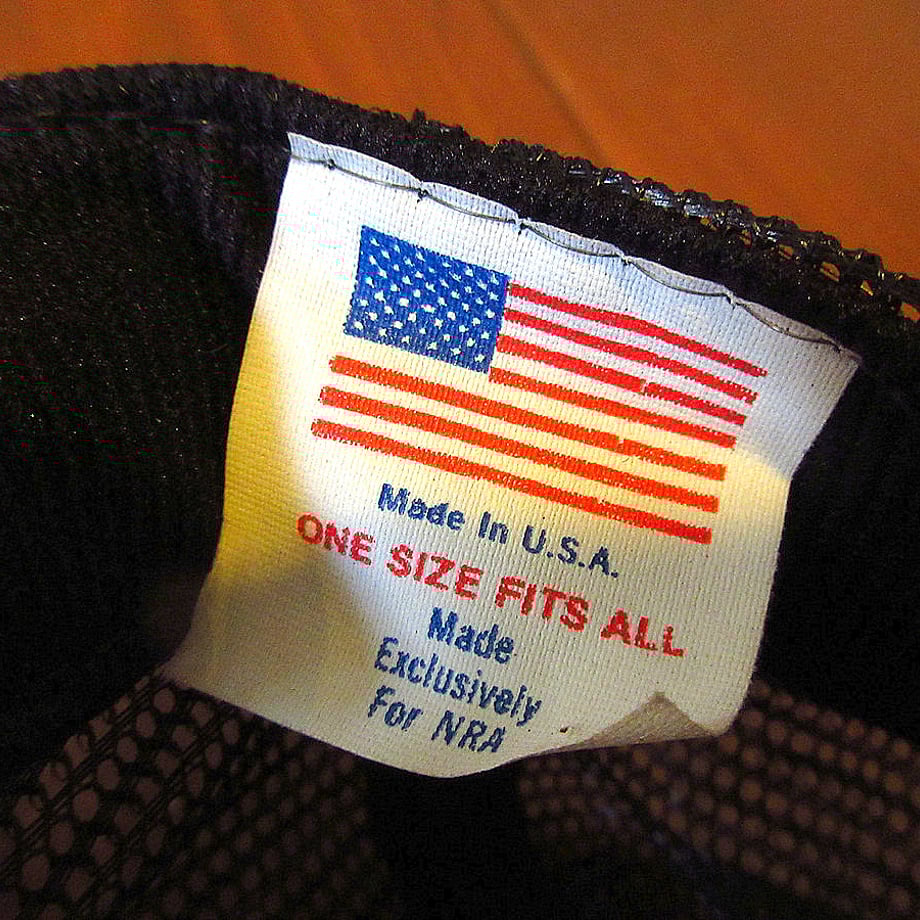 Made In U.S.A.
ONE SIZE FITS ALL
Made
Exclusively
For NRA